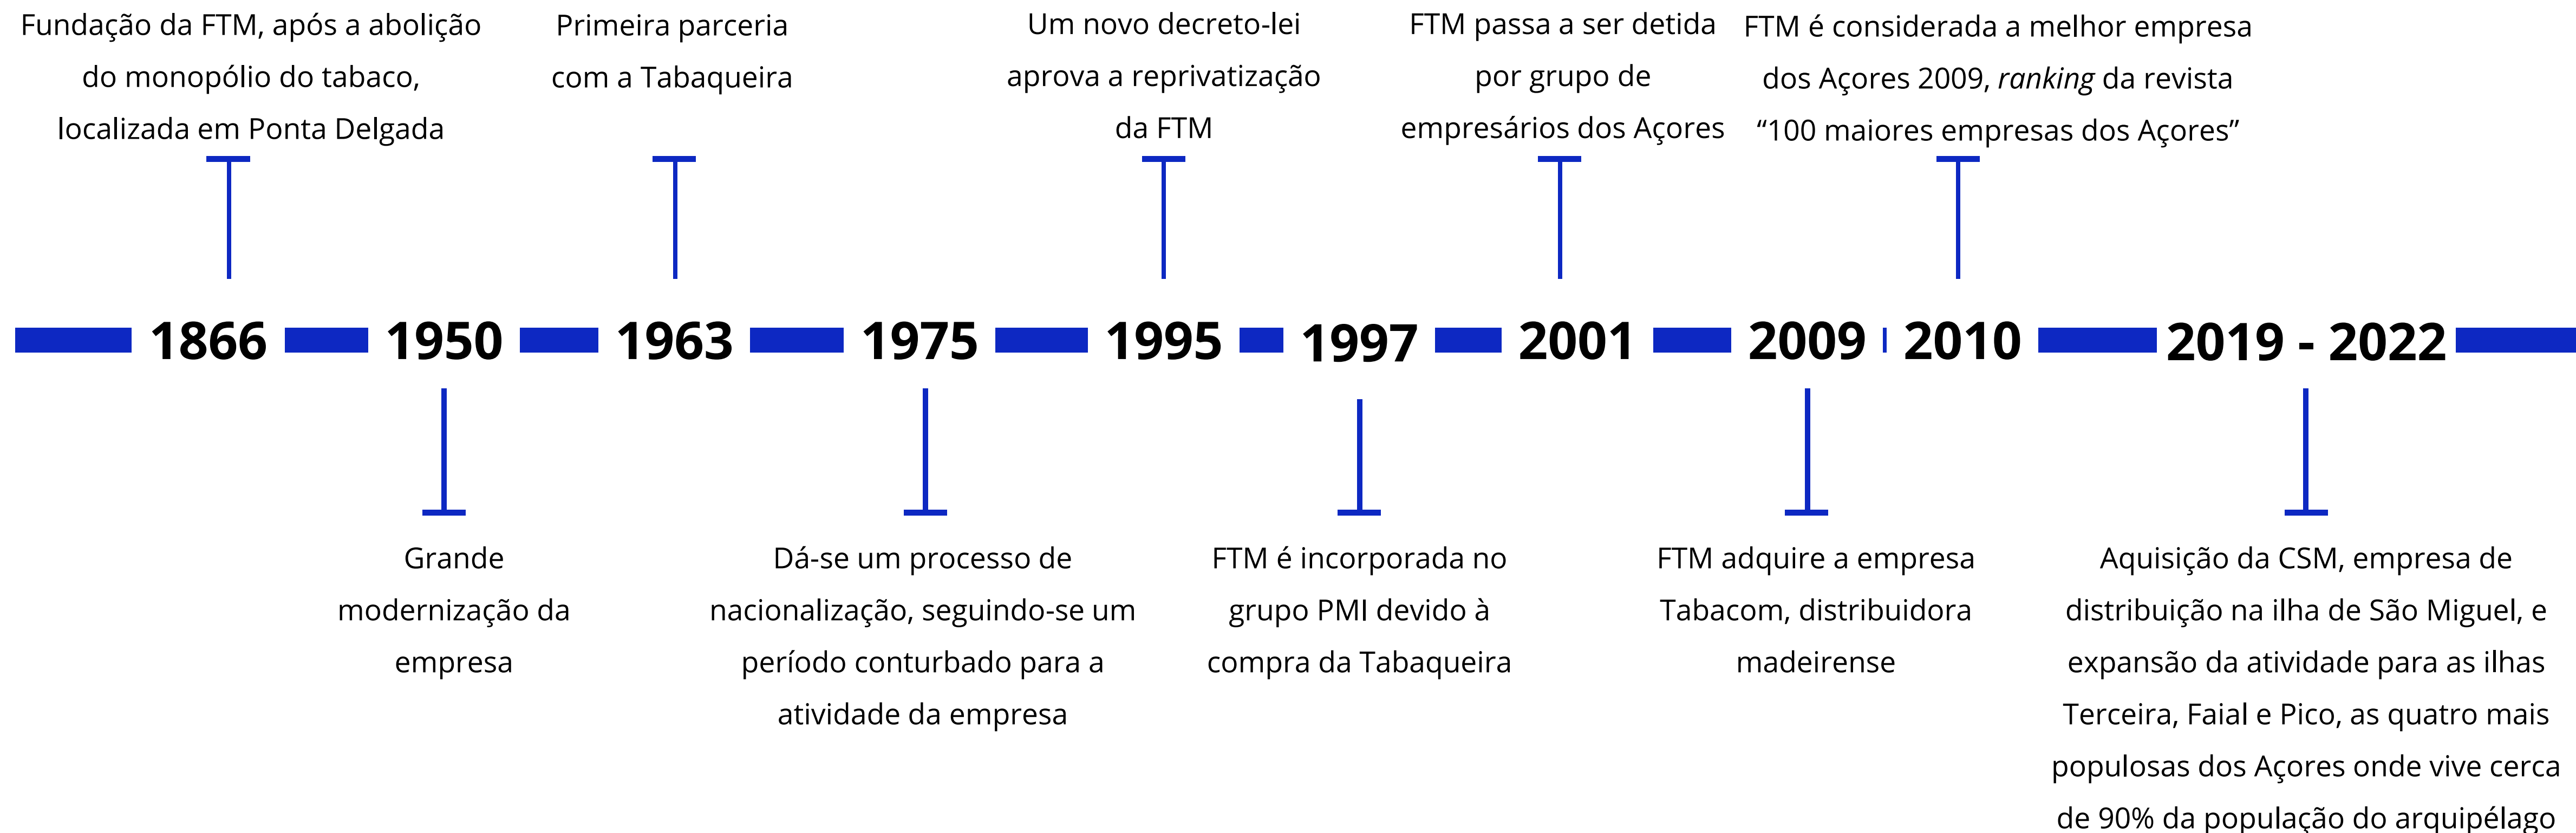 Fundação da FTM, após a abolição
do monopólio do tabaco,
localizada em Ponta Delgada
Primeira parceria
com a Tabaqueira
Um novo decreto-lei
aprova a reprivatização
da FTM
FTM passa a ser detida
por grupo de
empresários dos Açores
FTM é considerada a melhor empresa
dos Açores 2009, ranking da revista
“100 maiores empresas dos Açores”
1866 1950 1963 1975 1995 1997 2001 2009 2010 2019 - 2022
Grande
modernização da
empresa
Dá-se um processo de
nacionalização, seguindo-se um
período conturbado para a
atividade da empresa
FTM é incorporada no
grupo PMI devido à
compra da Tabaqueira
FTM adquire a empresa
Tabacom, distribuidora
madeirense
Aquisição da CSM, empresa de
distribuição na ilha de São Miguel, e
expansão da atividade para as ilhas
Terceira, Faial e Pico, as quatro mais
populosas dos Açores onde vive cerca
de 90% da população do arquipélago